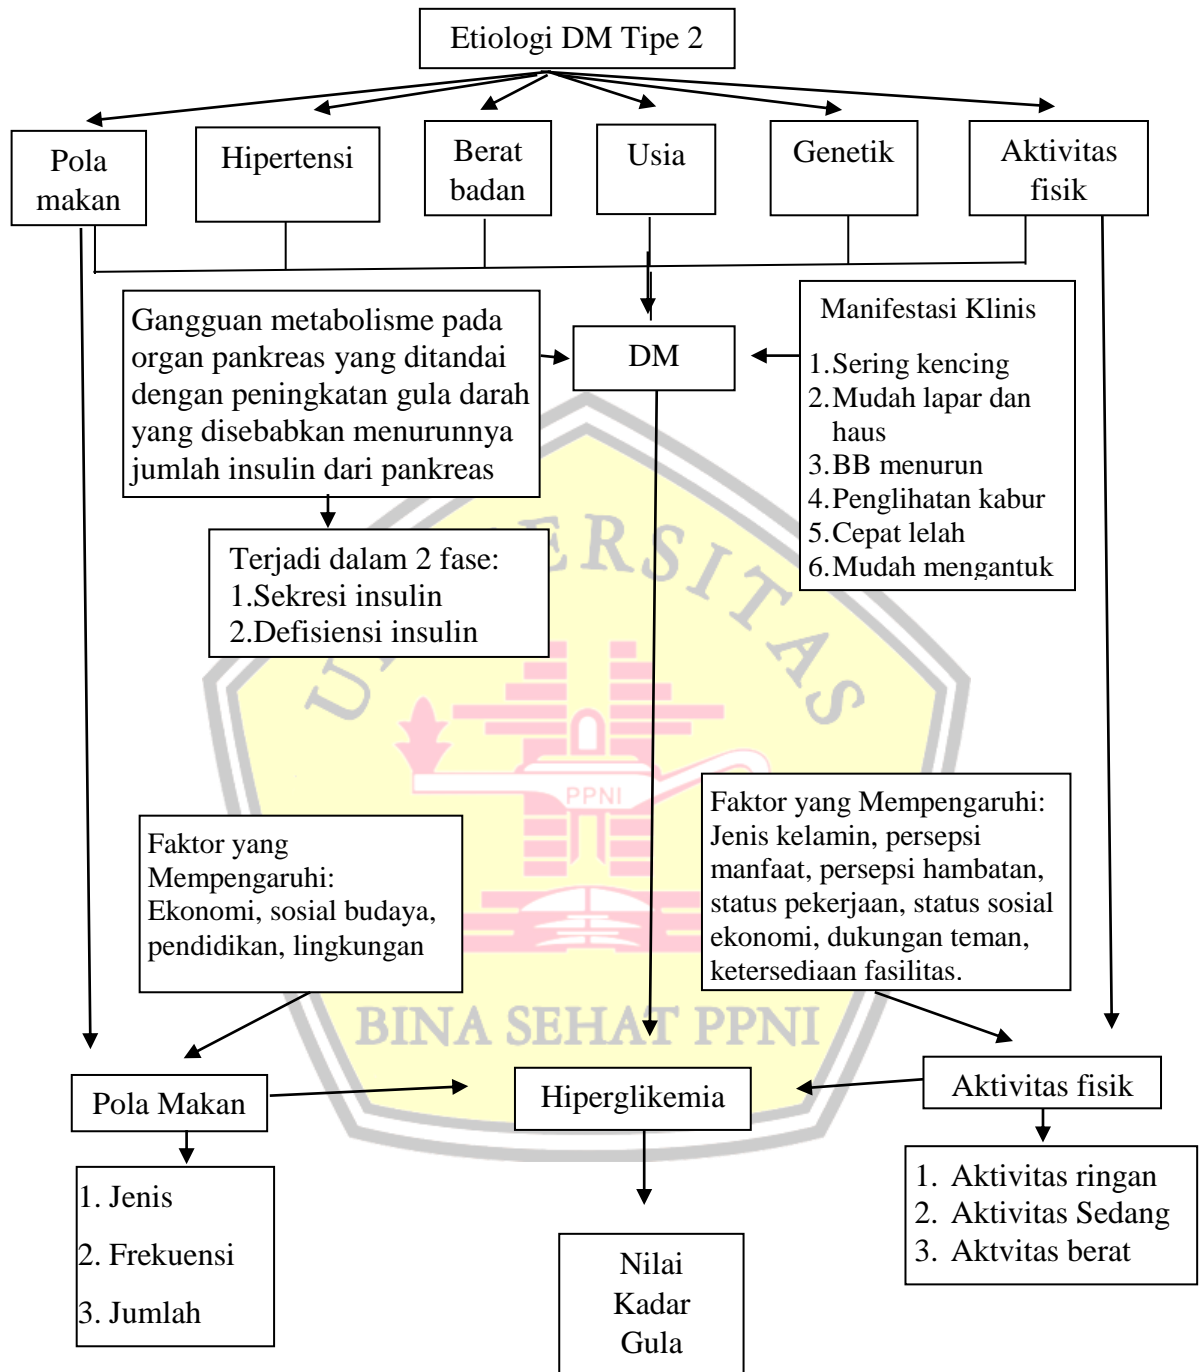 Etiologi DM Tipe 2
Pola
makan
Hipertensi
Berat
badan
Usia
Genetik
Aktivitas
fisik
Gangguan metabolisme pada
organ pankreas yang ditandai
dengan peningkatan gula darah
yang disebabkan menurunnya
jumlah insulin dari pankreas
DM
Manifestasi Klinis
1.Sering kencing
2.Mudah lapar dan
haus
3.BB menurun
4.Penglihatan kabur
5.Cepat lelah
6.Mudah mengantuk
Terjadi dalam 2 fase:
1.Sekresi insulin
2.Defisiensi insulin
PPNI
Faktor yang
Mempengaruhi:
Ekonomi, sosial budaya,
pendidikan, lingkungan
Faktor yang Mempengaruhi:
Jenis kelamin, persepsi
manfaat, persepsi hambatan,
status pekerjaan, status sosial
ekonomi, dukungan teman,
ketersediaan fasilitas.
BINA SEHAT PPNI
Pola Makan
Hiperglikemia
Aktivitas fisik
1. Jenis
2. Frekuensi
3. Jumlah
Nilai
Kadar
Gula
1. Aktivitas ringan
2. Aktivitas Sedang
3. Aktvitas berat